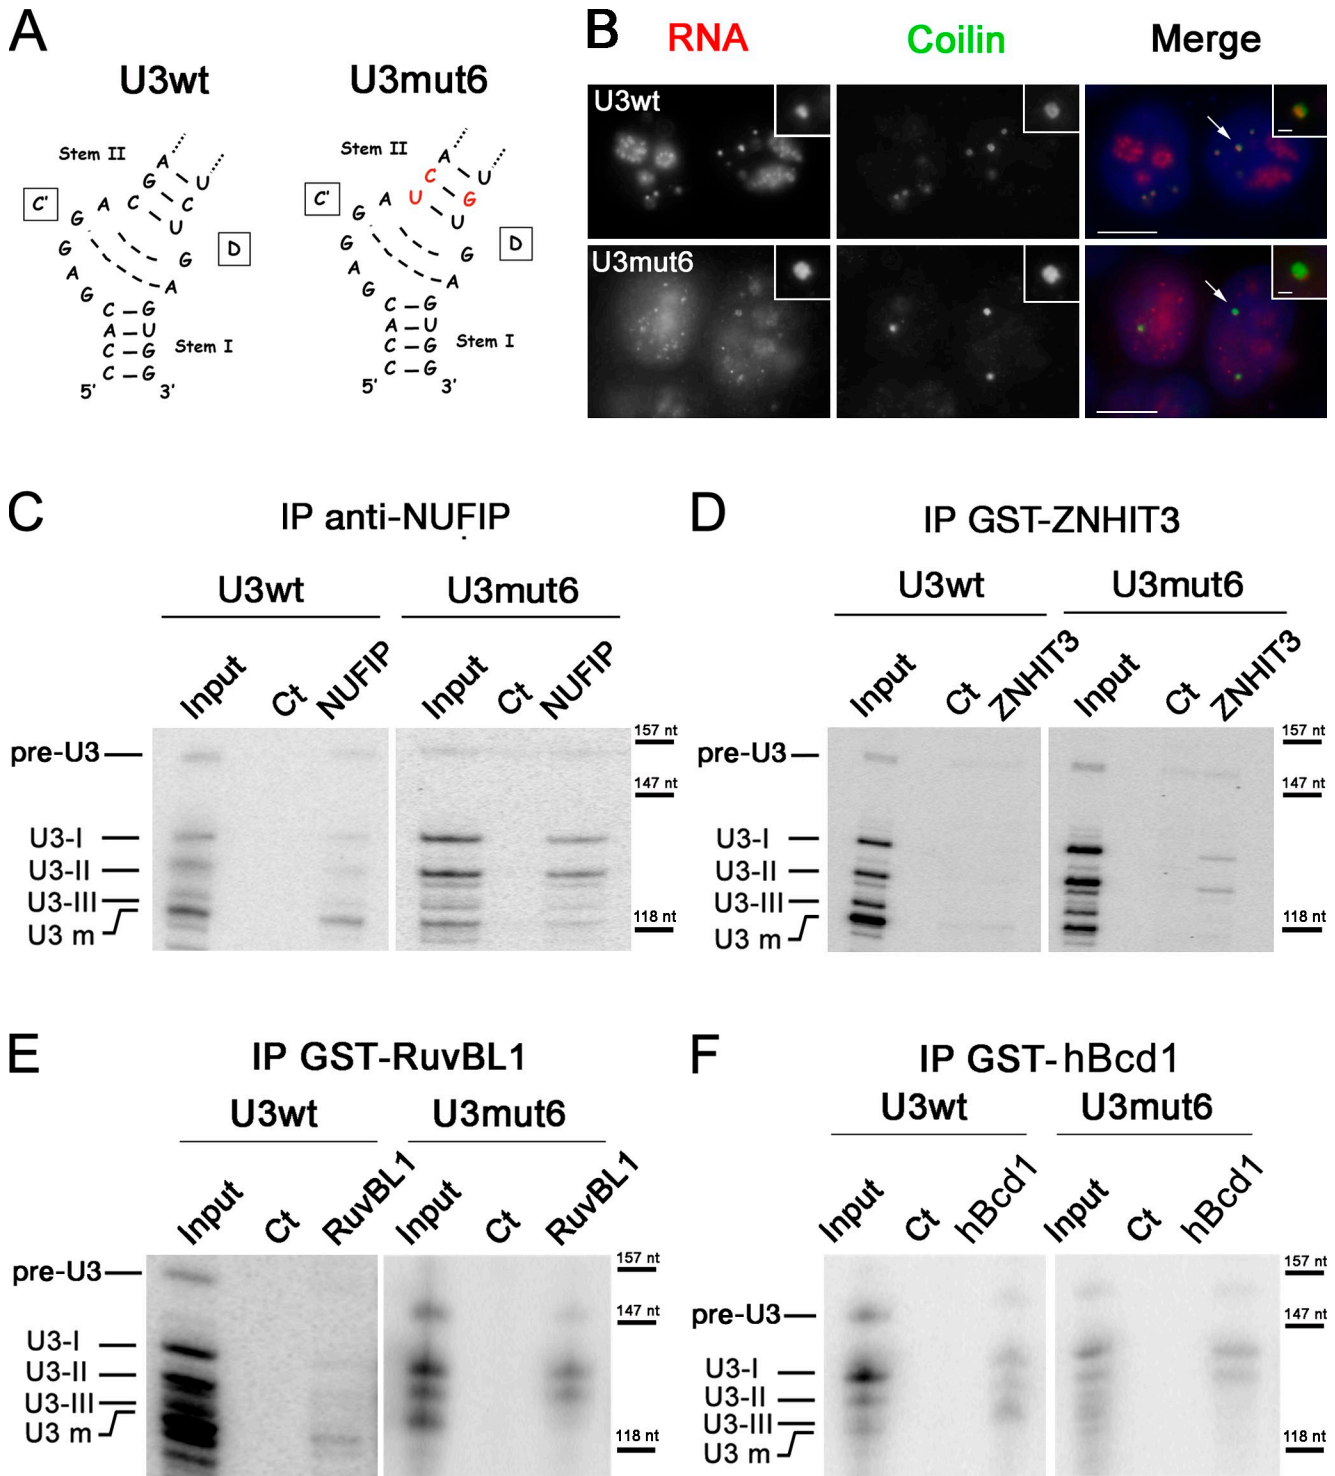 A
U3wt
U3mut6
Stem II
C'
D
Stem I
5'
3'
G
G
A
G
A
C
G
A
U
C
U
G
A
C – G
A – U
C – G
C – G
Stem II
C'
D
Stem I
5'
3'
G
G
A
G
A
U
C
A
U
G
U
G
A
C – G
A – U
C – G
C – G
B
RNA
Coilin
Merge
U3wt
U3mut6
C
IP anti-NUFIP
U3wt
U3mut6
Input
Ct
NUFIP
Input
Ct
NUFIP
pre-U3
U3-I
U3-II
U3-III
U3 m
157 nt
147 nt
118 nt
D
IP GST-ZNHIT3
U3wt
U3mut6
Input
Ct
ZNHIT3
Input
Ct
ZNHIT3
pre-U3
U3-I
U3-II
U3-III
U3 m
157 nt
147 nt
118 nt
E
IP GST-RuvBL1
U3wt
U3mut6
Input
Ct
RuvBL1
Input
Ct
RuvBL1
pre-U3
U3-I
U3-II
U3-III
U3 m
157 nt
147 nt
118 nt
F
IP GST-hBcd1
U3wt
U3mut6
Input
Ct
hBcd1
Input
Ct
hBcd1
pre-U3
U3-I
U3-II
U3-III
U3 m
157 nt
147 nt
118 nt